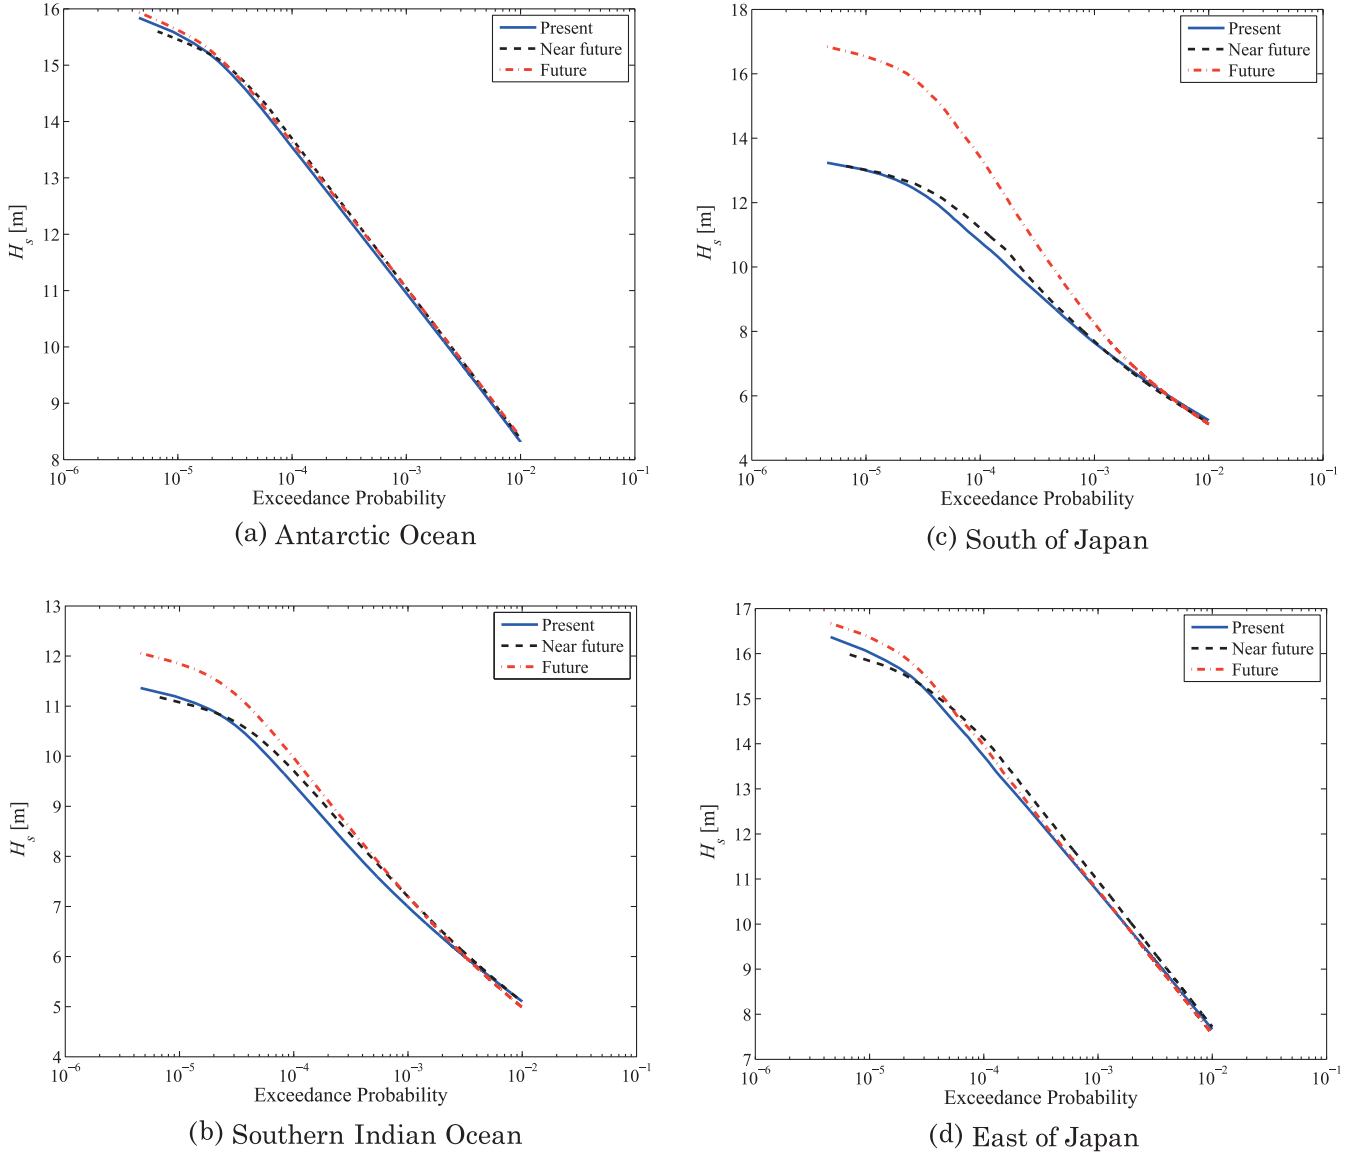 16
15
14
13
12
11
10
9
8
H_s [m]
Present
Near future
Future
10^−6 10^−5 10^−4 10^−3 10^−2 10^−1
Exceedance Probability
(a) Antarctic Ocean
18
16
14
12
10
8
6
4
H_s [m]
Present
Near future
Future
10^−6 10^−5 10^−4 10^−3 10^−2 10^−1
Exceedance Probability
(c) South of Japan
13
12
11
10
9
8
7
6
5
4
H_s [m]
Present
Near future
Future
10^−6 10^−5 10^−4 10^−3 10^−2 10^−1
Exceedance Probability
(b) Southern Indian Ocean
17
16
15
14
13
12
11
10
9
8
7
H_s [m]
Present
Near future
Future
10^−6 10^−5 10^−4 10^−3 10^−2 10^−1
Exceedance Probability
(d) East of Japan